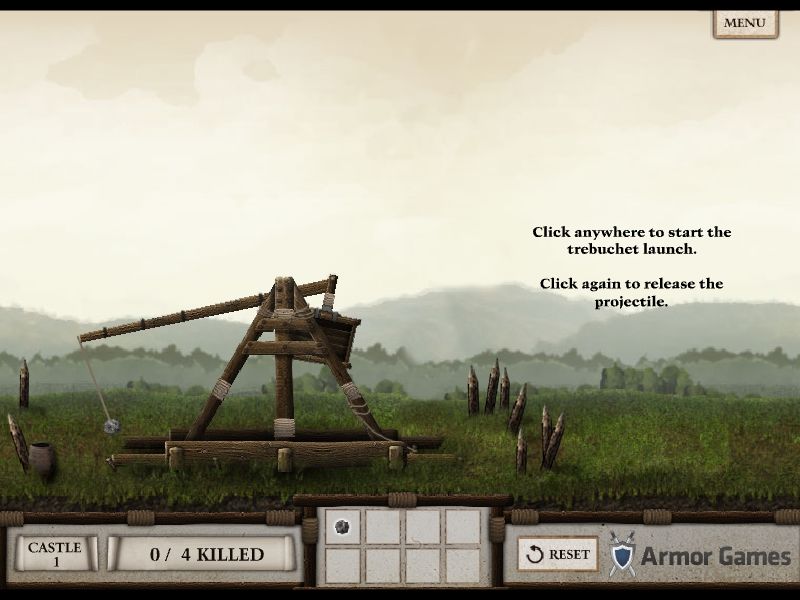 MENU
Click anywhere to start the
trebuchet launch.
Click again to release the
projectile.
CASTLE
1
0 / 4 KILLED
RESET
Armor Games